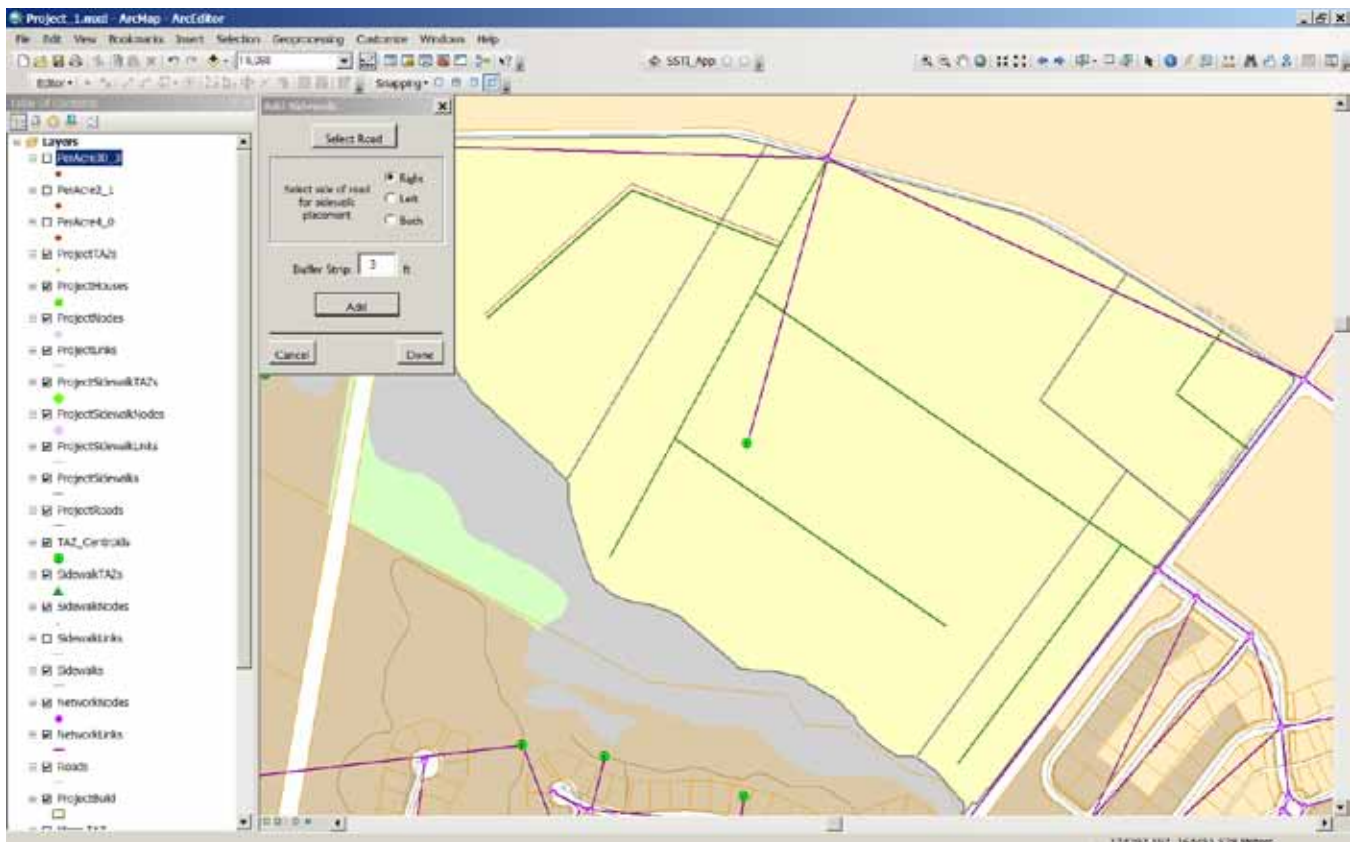 Project_1.mxd - ArcMap - ArcEditor
File Edit View Bookmarks Insert Selection Geoprocessing Customize Windows Help
SSTI_App
Editor Snapping
Layers
ProjectTAZs
ProjectHouses
ProjectNodes
ProjectLinks
ProjectSidewalkTAZs
ProjectSidewalkNodes
ProjectSidewalkLinks
ProjectSidewalks
ProjectRoads
TAZ_Centroids
SidewalkTAZs
SidewalkNodes
SidewalkLinks
Sidewalks
NetworkNodes
NetworkLinks
Roads
ProjectBuild
Add Sidewalk
Select Road
Select side of road
for sidewalk
placement
Right
Left
Both
Buffer Strip 3 ft
Add
Cancel Done